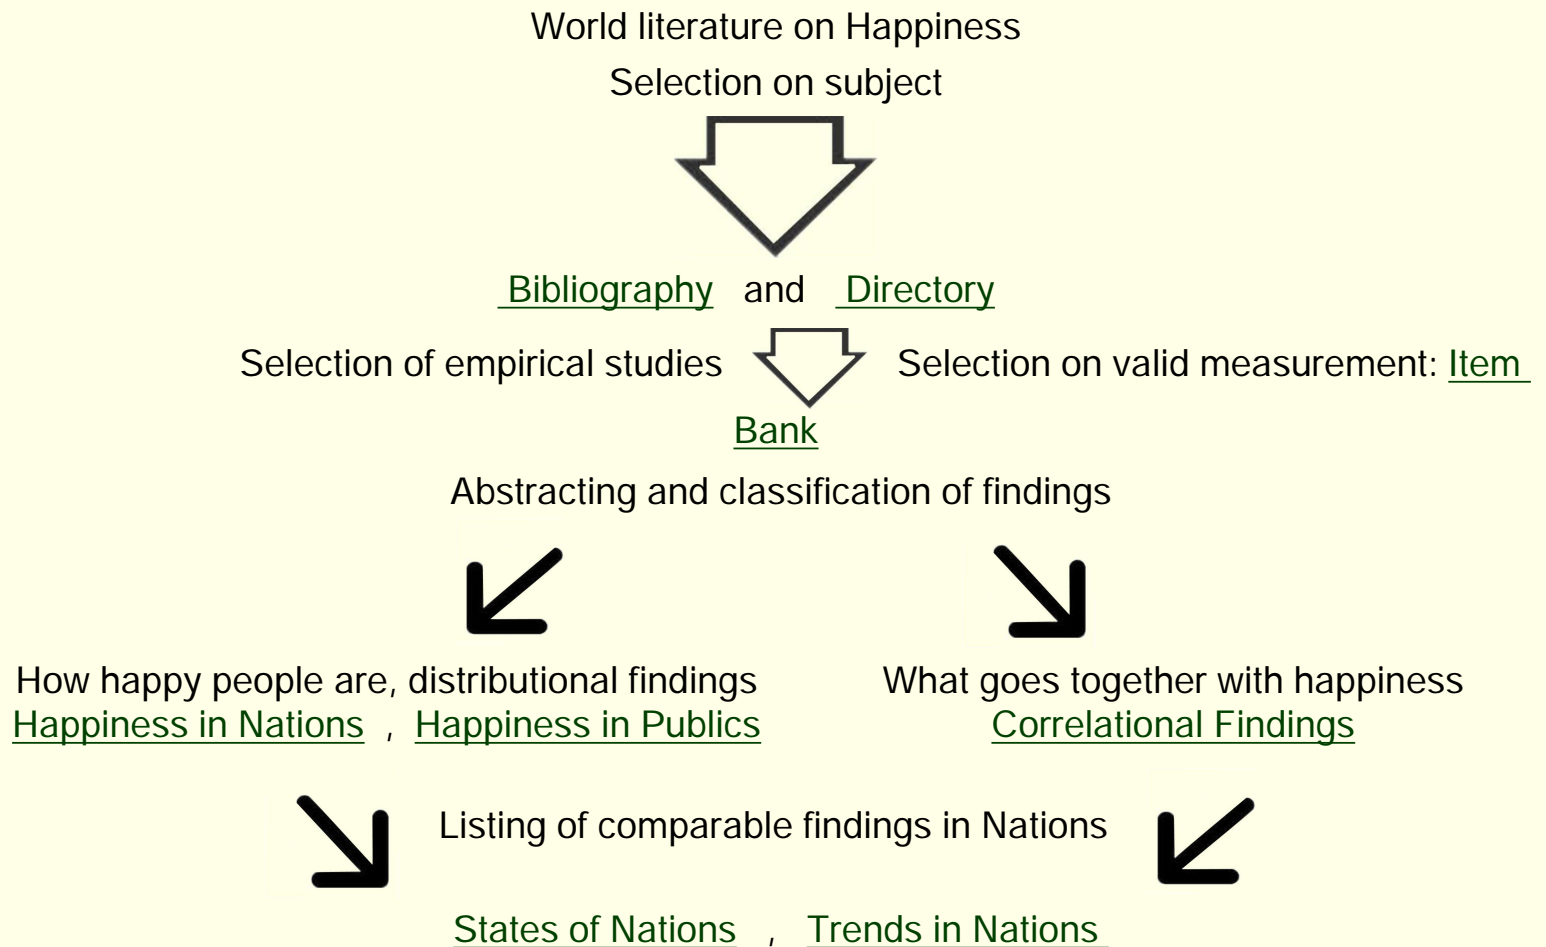 World literature on Happiness
Selection on subject
Bibliography and Directory
Selection of empirical studies Selection on valid measurement: Item
Bank
Abstracting and classification of findings
How happy people are, distributional findings What goes together with happiness
Happiness in Nations , Happiness in Publics Correlational Findings
Listing of comparable findings in Nations
States of Nations , Trends in Nations